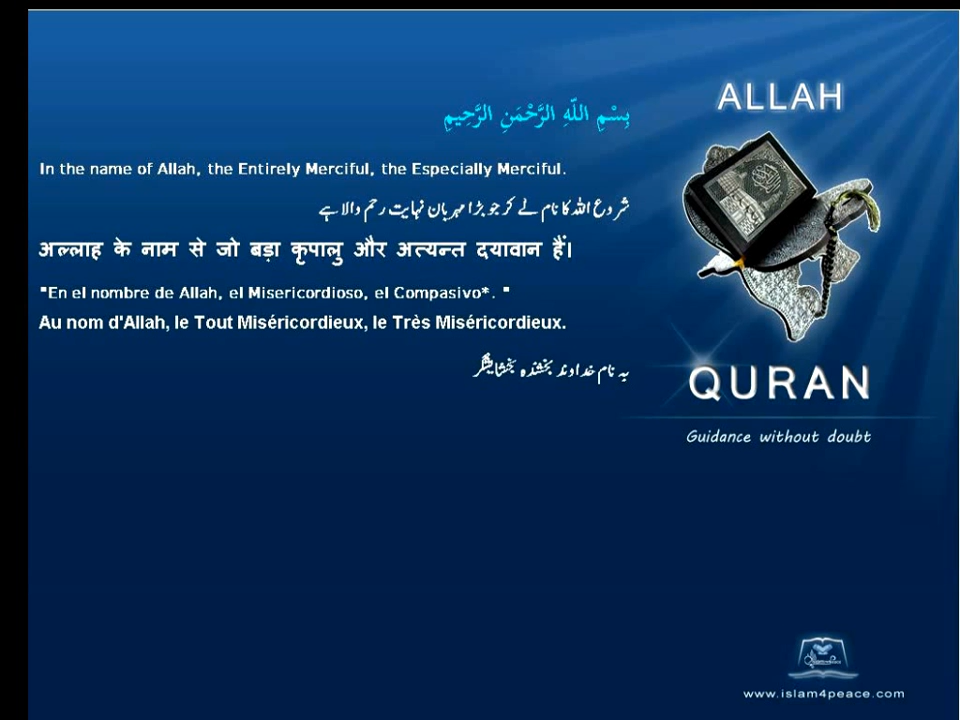 بِسْمِ اللّهِ الرَّحْمَنِ الرَّحِيمِ
In the name of Allah, the Entirely Merciful, the Especially Merciful.
شروع اللہ کا نام لے کر جو بڑا مہربان نہایت رحم والا ہے
अल्लाह के नाम से जो बड़ा कृपालु और अत्यन्त दयावान हैं।
"En el nombre de Allah, el Misericordioso, el Compasivo*. "
Au nom d'Allah, le Tout Miséricordieux, le Très Miséricordieux.
به نام خداوند بخشنده بخشایشگر
ALLAH
QURAN
Guidance without doubt
www.islam4peace.com